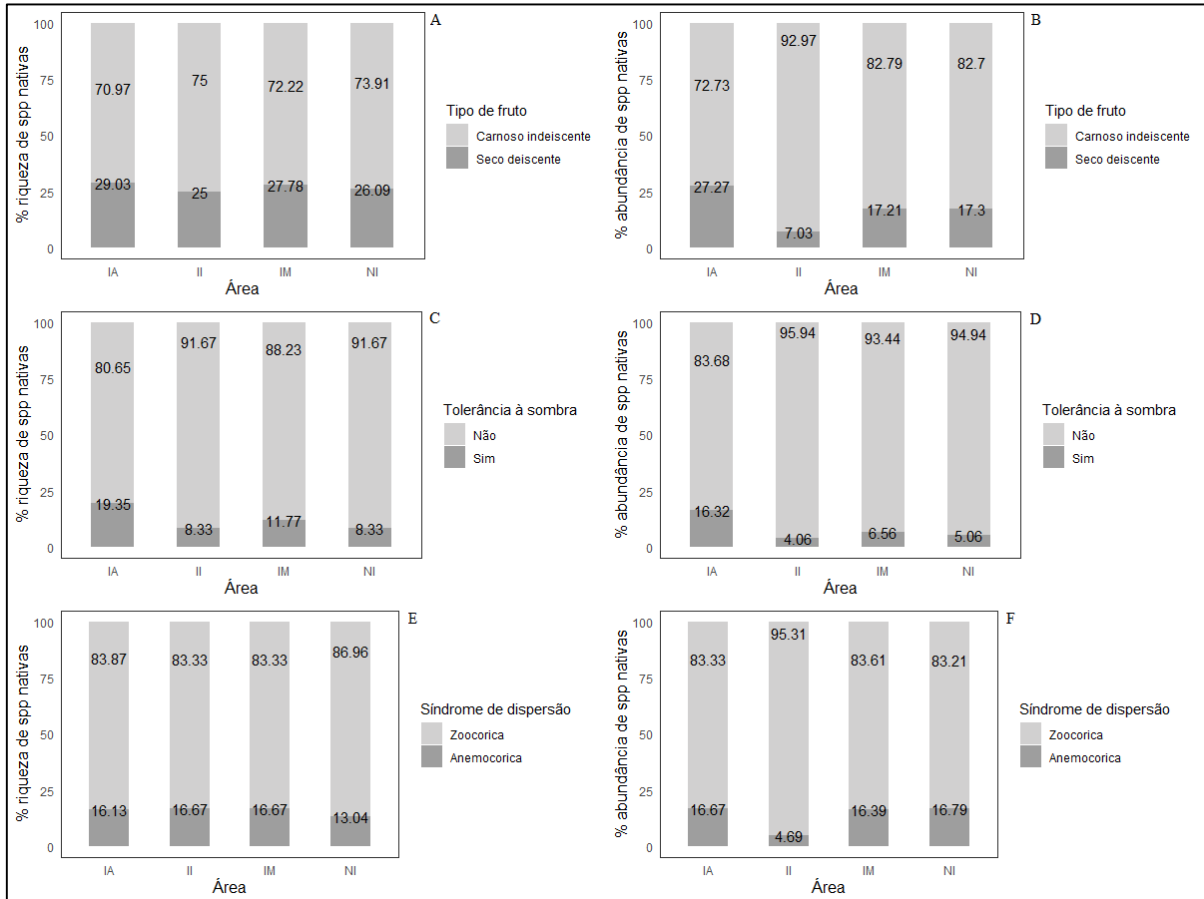 A
% riqueza de spp nativas
100
75
50
25
0
70.97
75
72.22
73.91
29.03
25
27.78
26.09
IA
II
IM
NI
Área
Tipo de fruto
Carnoso indeiscente
Seco deiscente
B
% abundância de spp nativas
100
75
50
25
0
72.73
92.97
82.79
82.7
27.27
7.03
17.21
17.3
IA
II
IM
NI
Área
Tipo de fruto
Carnoso indeiscente
Seco deiscente
C
% riqueza de spp nativas
100
75
50
25
0
80.65
91.67
88.23
91.67
19.35
8.33
11.77
8.33
IA
II
IM
NI
Área
Tolerância à sombra
Não
Sim
D
% abundância de spp nativas
100
75
50
25
0
83.68
95.94
93.44
94.94
16.32
4.06
6.56
5.06
IA
II
IM
NI
Área
Tolerância à sombra
Não
Sim
E
% riqueza de spp nativas
100
75
50
25
0
83.87
83.33
83.33
86.96
16.13
16.67
16.67
13.04
IA
II
IM
NI
Área
Síndrome de dispersão
Zoocorica
Anemocorica
F
% abundância de spp nativas
100
75
50
25
0
83.33
95.31
83.61
83.21
16.67
4.69
16.39
16.79
IA
II
IM
NI
Área
Síndrome de dispersão
Zoocorica
Anemocorica